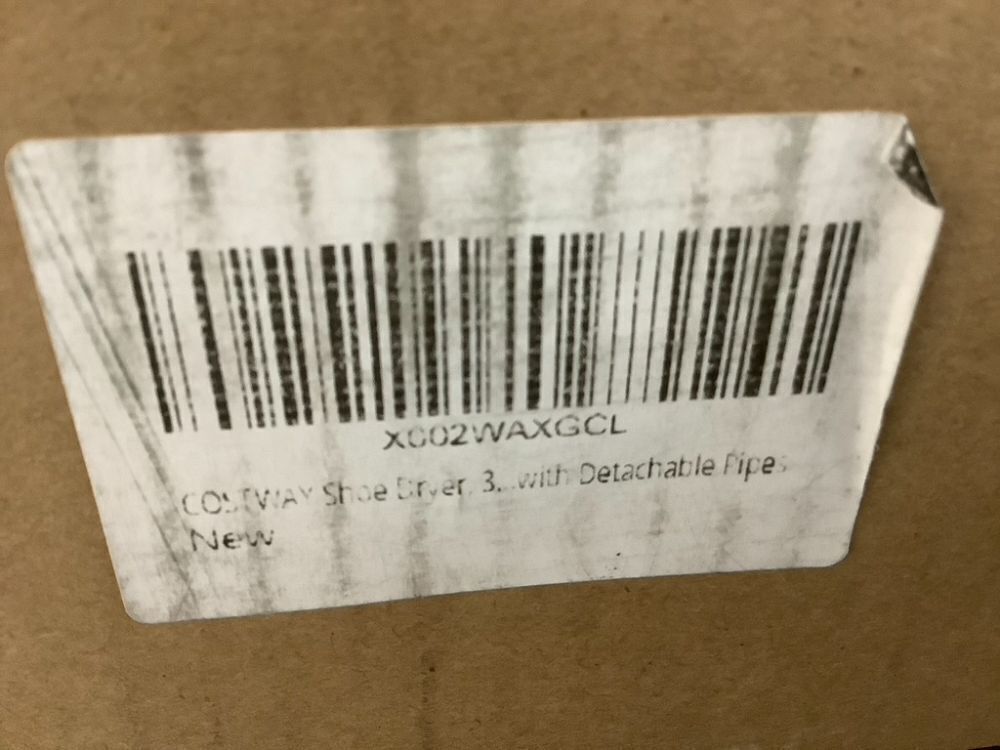 X002WAXGCL
COSTWAY Shoe Dryer, 3...with Detachable Pipes
New